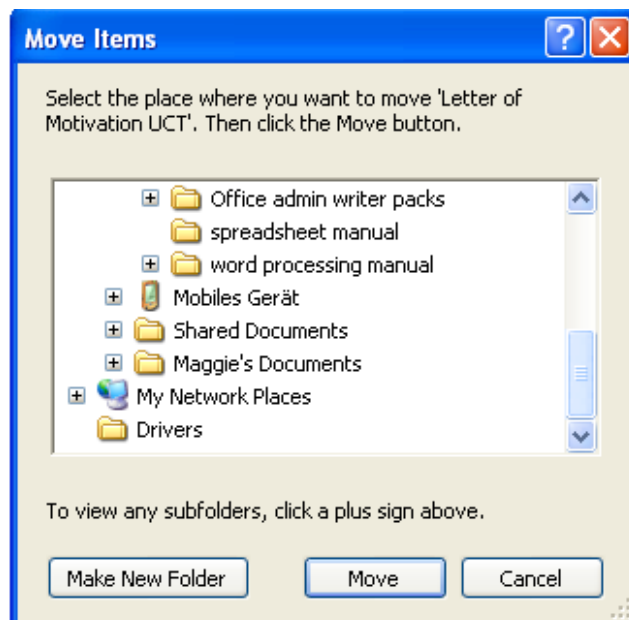 Move Items
Select the place where you want to move 'Letter of
Motivation UCT'. Then click the Move button.
Office admin writer packs
spreadsheet manual
word processing manual
Mobiles Gerät
Shared Documents
Maggie's Documents
My Network Places
Drivers
To view any subfolders, click a plus sign above.
Make New Folder Move Cancel